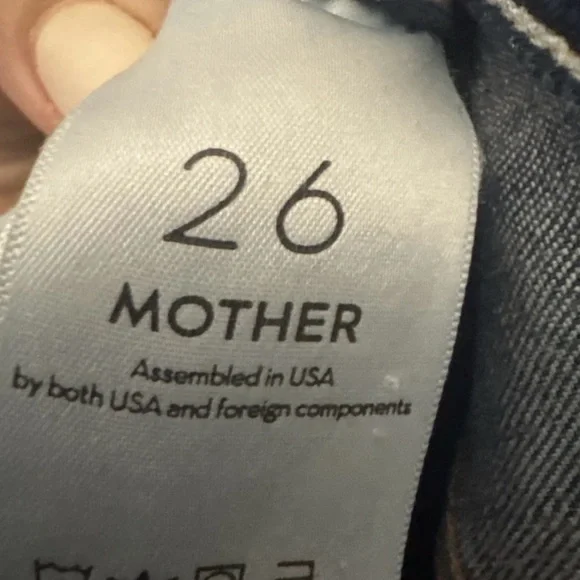 26
MOTHER
Assembled in USA
by both USA and foreign components